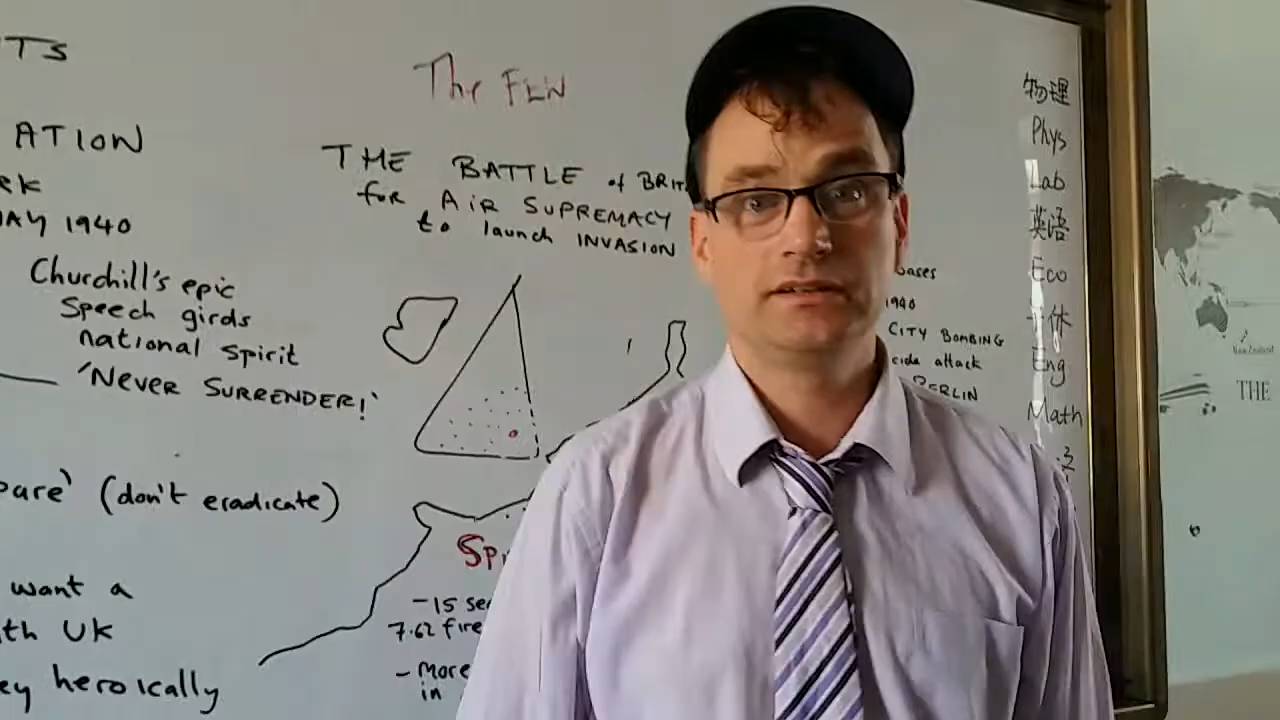 TS
ATION
ek
MAY 1940
Churchill's epic
Speech girds
national spirit
'NEVER SURRENDER!'
pare' (don't eradicate)
want a
th UK
ey heroically
The FEW
THE BATTLE of BRIT
for AIR SUPREMACY
to launch INVASION
Sp
-15 se
7.62 fire
- More
in
bases
1940
CITY BOMBING
cide attack
BERLIN
物理
Phys
Lab
英语
Eco
Eng
Math
New Zealand
THE